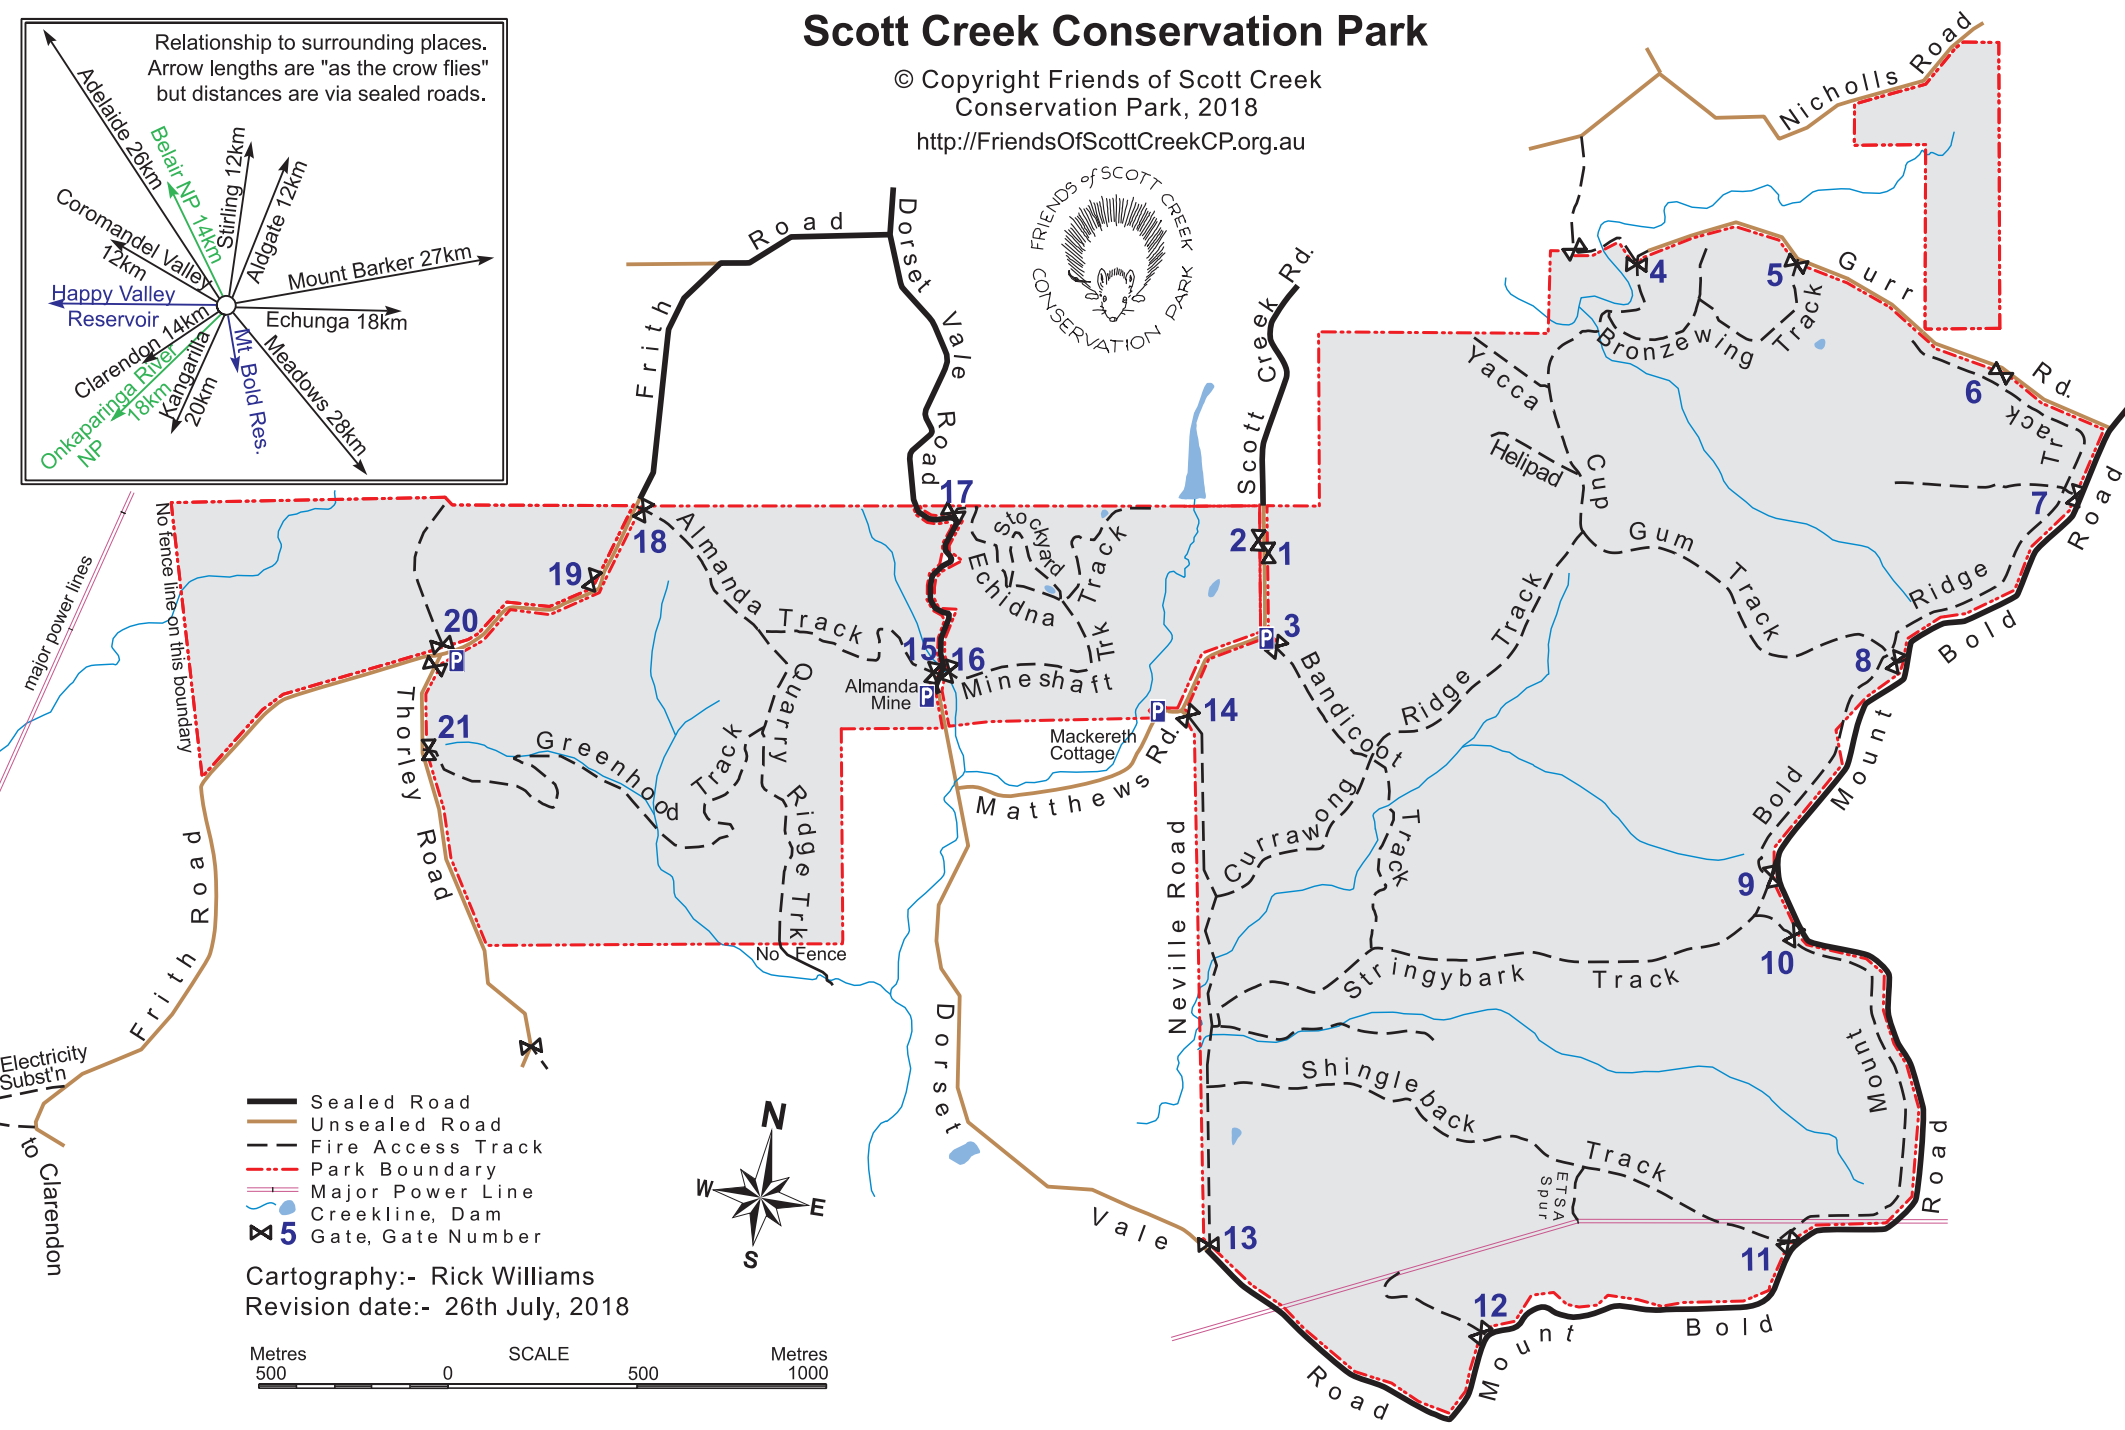 Scott Creek Conservation Park
© Copyright Friends of Scott Creek
Conservation Park, 2018
http://FriendsOfScottCreekCP.org.au
FRIENDS of SCOTT CREEK
CONSERVATION PARK
Relationship to surrounding places.
Arrow lengths are "as the crow flies"
but distances are via sealed roads.
Adelaide 26km
Belair NP 14km
Stirling 12km
Aldgate 12km
Coromandel Valley
12km
Mount Barker 27km
Happy Valley
Reservoir
Echunga 18km
Clarendon 14km
Onkaparinga River
NP
18km
Kangarilla
20km
Mt Bold Res.
Meadows 28km
Nicholls Road
Frith Road
Dorset Vale Road
Scott Creek Rd.
Gurr Rd.
4
5
6
7
Bronzewing Track
Yacca
Helipad
Cup Gum Track
Ridge Track
Track
Mount Bold Road
major power lines
No fence line on this boundary
17
18
19
20
21
Almanda Track
Stockyard
Echidna
Track
Trk
Mineshaft
15
16
Almanda
Mine
P
P
P
P
2
1
3
14
8
Bandicoot Track
Ridge Track
Currawong
Mackereth
Cottage
Matthews Rd.
Quarry Ridge Trk
Track
Greenhood
No Fence
Thorley Road
Frith Road
Neville Road
Bold
9
10
Stringybark Track
Mount
Shingleback Track
ETSA
Spur
11
12
13
Dorset Vale Road
Mount Bold Road
Electricity
Subst'n
to Clarendon
Sealed Road
Unsealed Road
Fire Access Track
Park Boundary
Major Power Line
Creekline, Dam
5 Gate, Gate Number
N
W
E
S
Cartography:- Rick Williams
Revision date:- 26th July, 2018
Metres SCALE Metres
500 0 500 1000